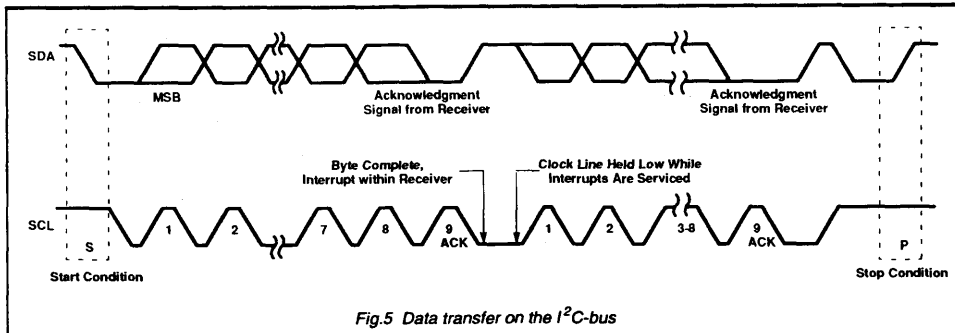 SDA
MSB
Acknowledgment
Signal from Receiver
Acknowledgment
Signal from Receiver
Byte Complete,
Interrupt within Receiver
Clock Line Held Low While
Interrupts Are Serviced
SCL
S
1
2
7
8
9
ACK
1
2
3-8
9
ACK
P
Start Condition
Stop Condition
Fig.5 Data transfer on the I²C-bus